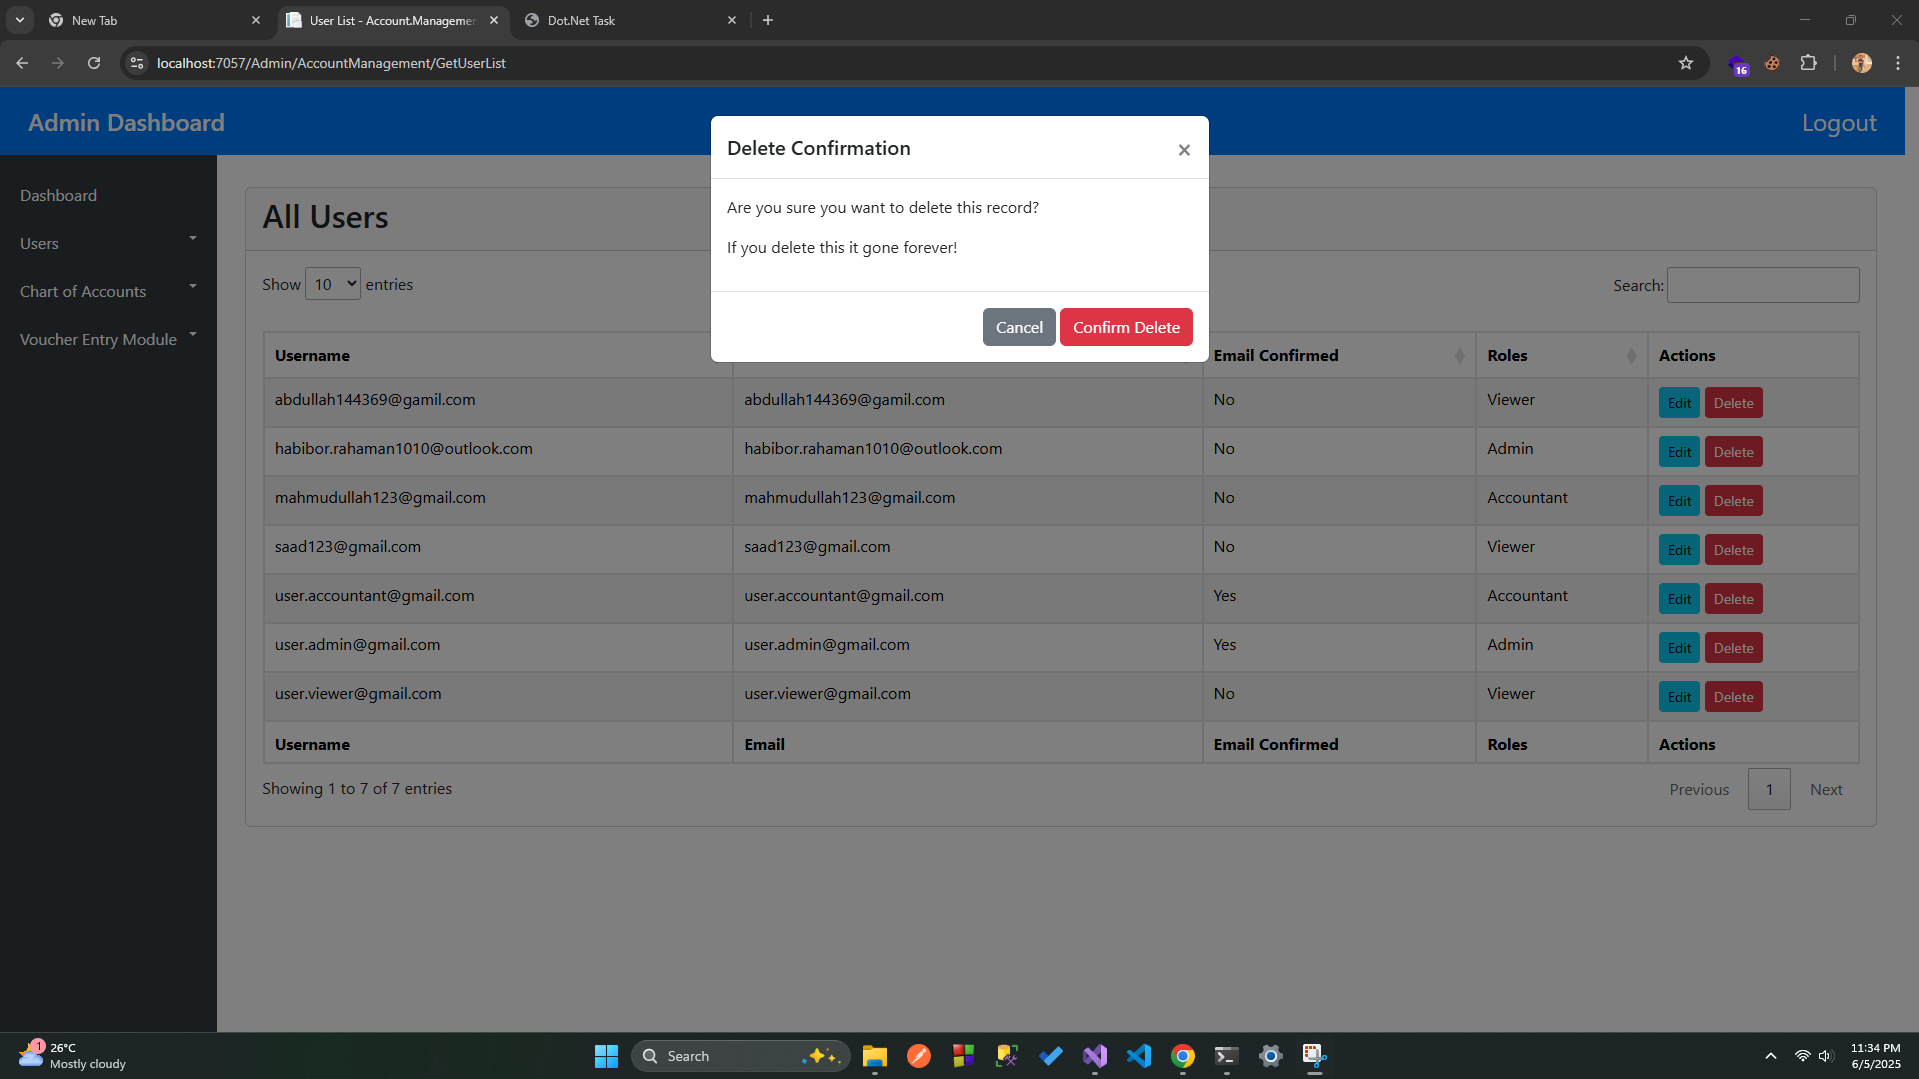 New Tab
User List - Account.Managemen
Dot.Net Task
localhost:7057/Admin/AccountManagement/GetUserList
16
Admin Dashboard
Logout
Delete Confirmation
×
Are you sure you want to delete this record?
If you delete this it gone forever!
Cancel Confirm Delete
Dashboard
Users
Chart of Accounts
Voucher Entry Module
All Users
Show 10 entries
Search:
Username Email Confirmed Roles Actions
abdullah144369@gamil.com abdullah144369@gamil.com No Viewer Edit Delete
habibor.rahaman1010@outlook.com habibor.rahaman1010@outlook.com No Admin Edit Delete
mahmudullah123@gmail.com mahmudullah123@gmail.com No Accountant Edit Delete
saad123@gmail.com saad123@gmail.com No Viewer Edit Delete
user.accountant@gmail.com user.accountant@gmail.com Yes Accountant Edit Delete
user.admin@gmail.com user.admin@gmail.com Yes Admin Edit Delete
user.viewer@gmail.com user.viewer@gmail.com No Viewer Edit Delete
Username Email Email Confirmed Roles Actions
Showing 1 to 7 of 7 entries
Previous 1 Next
1
26°C
Mostly cloudy
Search
11:34 PM
6/5/2025